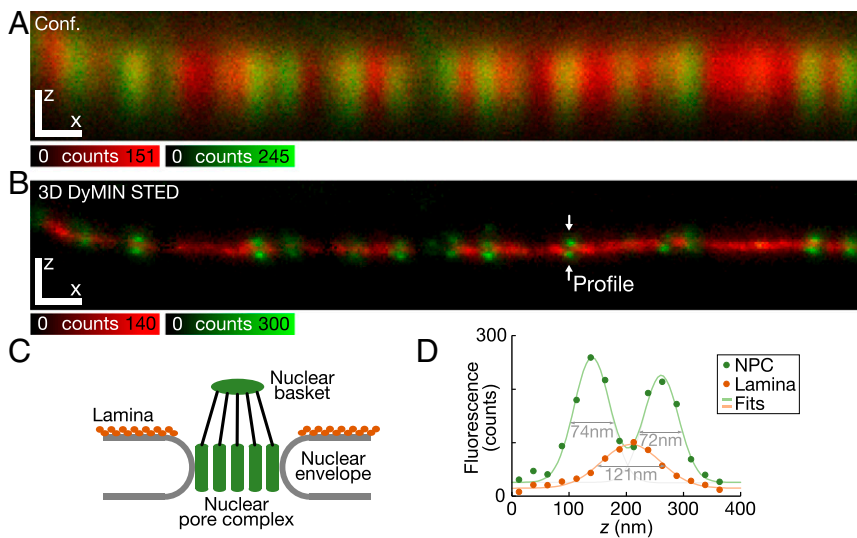 A
Conf.
z
x
0 counts 151
0 counts 245
B
3D DyMIN STED
Profile
z
x
0 counts 140
0 counts 300
C
Nuclear
basket
Lamina
Nuclear
envelope
Nuclear
pore complex
D
300
Fluorescence
(counts)
0
NPC
Lamina
Fits
74nm
72nm
121nm
0 100 200 300 400
z (nm)